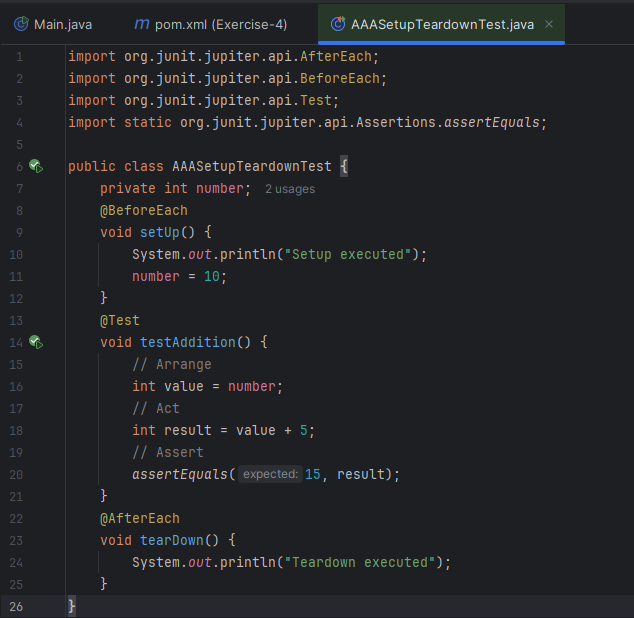 Main.java
m pom.xml (Exercise-4)
AAASetupTeardownTest.java ×
1 import org.junit.jupiter.api.AfterEach;
2 import org.junit.jupiter.api.BeforeEach;
3 import org.junit.jupiter.api.Test;
4 import static org.junit.jupiter.api.Assertions.assertEquals;
5
6 public class AAASetupTeardownTest {
7     private int number; 2 usages
8     @BeforeEach
9     void setUp() {
10         System.out.println("Setup executed");
11         number = 10;
12     }
13     @Test
14     void testAddition() {
15         // Arrange
16         int value = number;
17         // Act
18         int result = value + 5;
19         // Assert
20         assertEquals( expected: 15, result);
21     }
22     @AfterEach
23     void tearDown() {
24         System.out.println("Teardown executed");
25     }
26 }